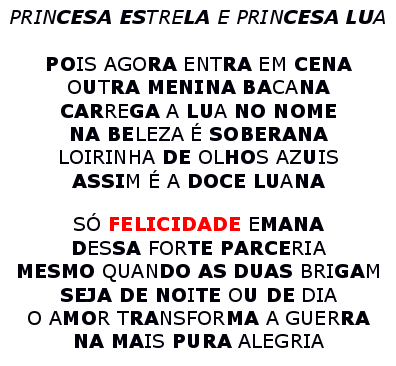 PRINCESA ESTRELA E PRINCESA LUA
POIS AGORA ENTRA EM CENA
OUTRA MENINA BACANA
CARREGA A LUA NO NOME
NA BELEZA É SOBERANA
LOIRINHA DE OLHOS AZUIS
ASSIM É A DOCE LUANA
SÓ FELICIDADE EMANA
DESSA FORTE PARCERIA
MESMO QUANDO AS DUAS BRIGAM
SEJA DE NOITE OU DE DIA
O AMOR TRANSFORMA A GUERRA
NA MAIS PURA ALEGRIA